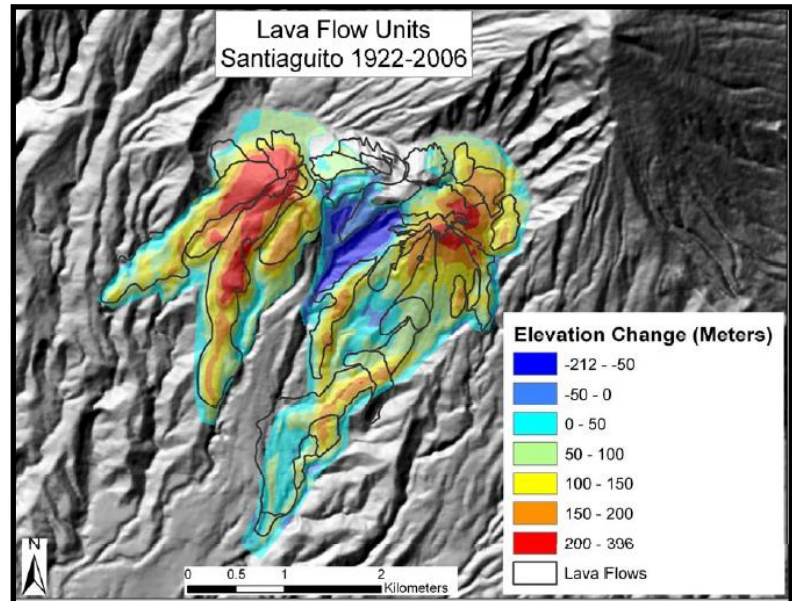 Lava Flow Units
Santiaguito 1922-2006
Elevation Change (Meters)
-212 - -50
-50 - 0
0 - 50
50 - 100
100 - 150
150 - 200
200 - 396
Lava Flows
N
0 0.5 1 2
Kilometers